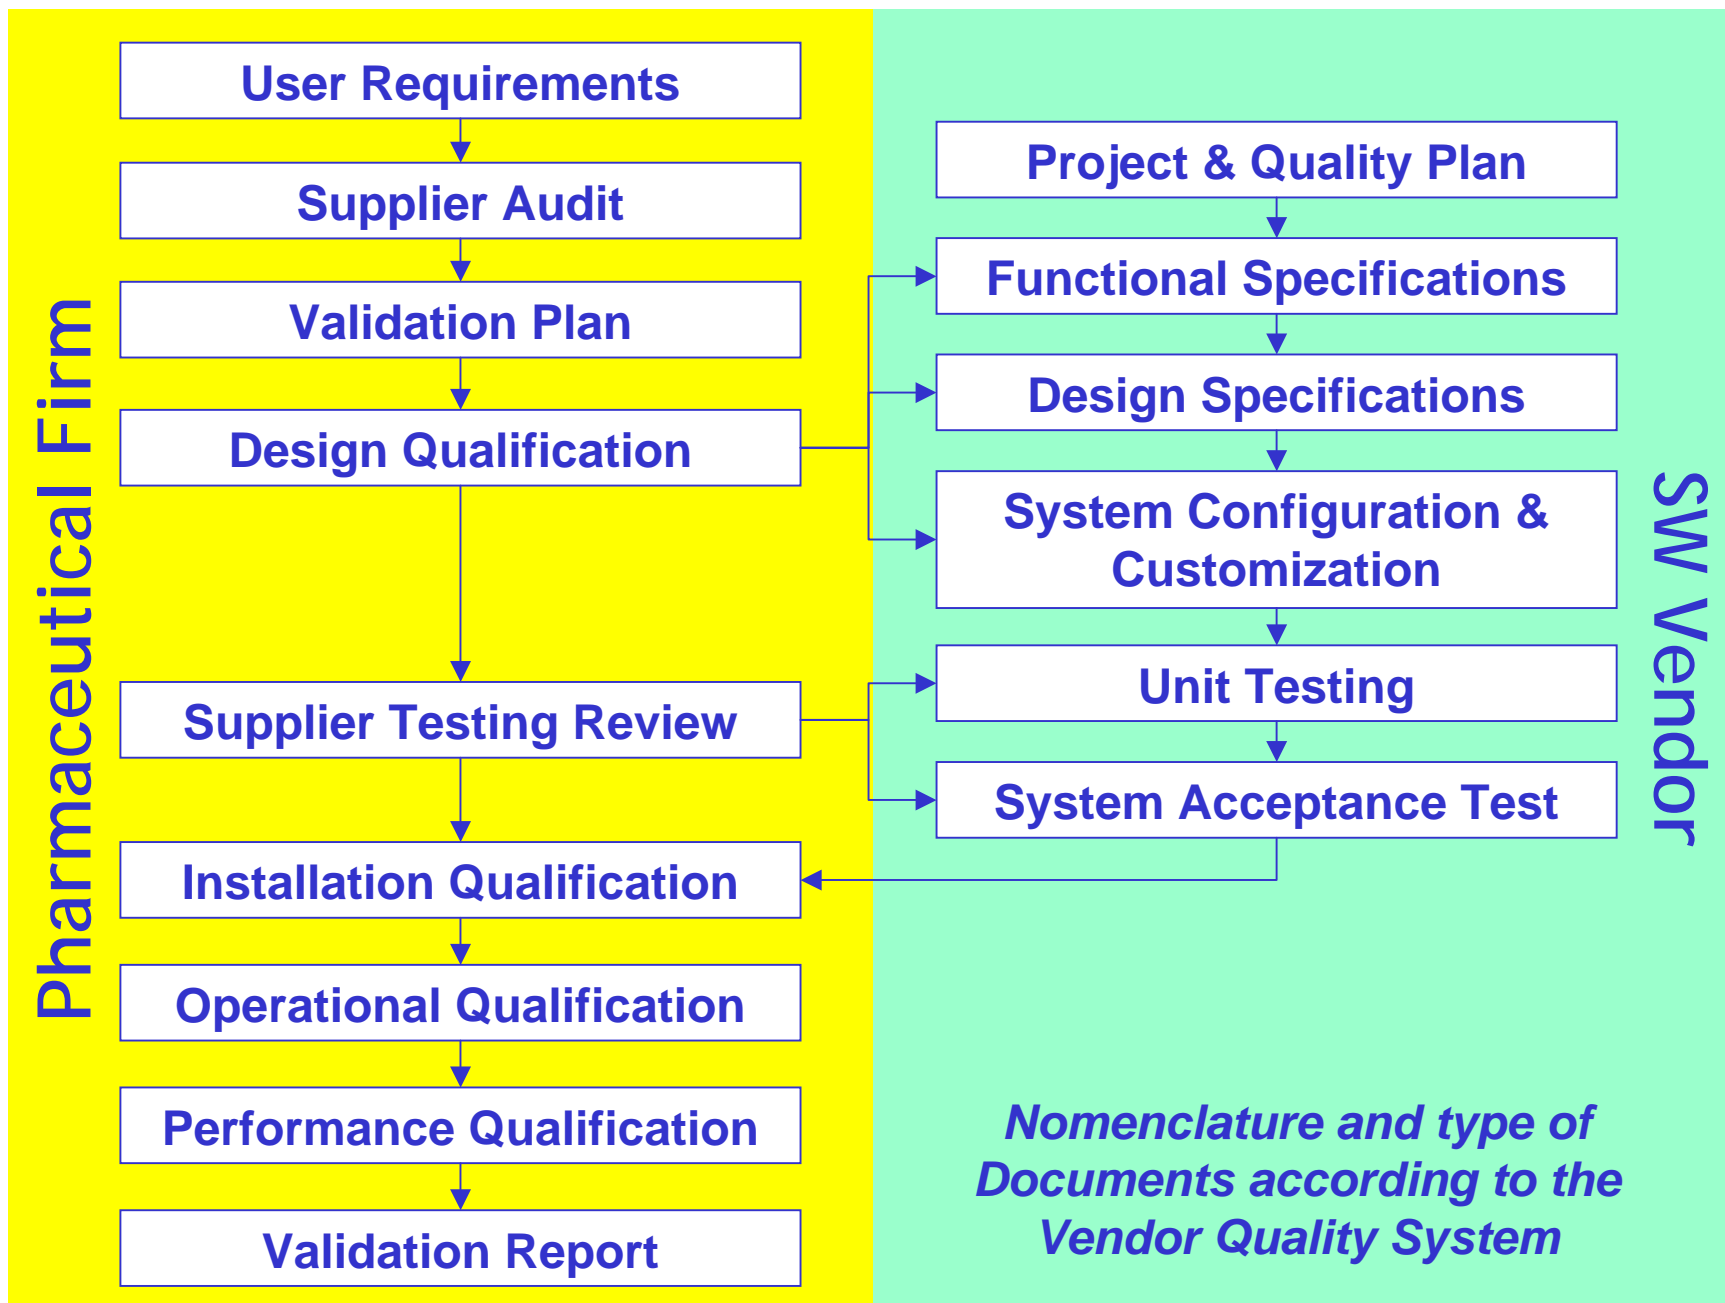 Pharmaceutical Firm
User Requirements
Supplier Audit
Validation Plan
Design Qualification
Supplier Testing Review
Installation Qualification
Operational Qualification
Performance Qualification
Validation Report
SW Vendor
Project & Quality Plan
Functional Specifications
Design Specifications
System Configuration &
Customization
Unit Testing
System Acceptance Test
Nomenclature and type of
Documents according to the
Vendor Quality System